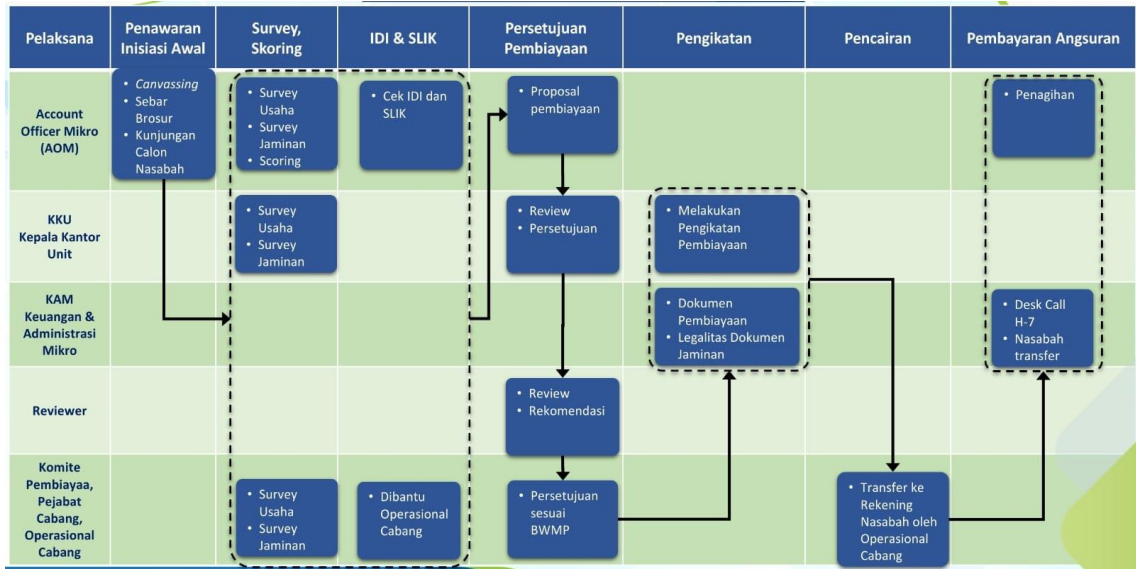 Pelaksana
Penawaran
Inisiasi Awal
Survey,
Skoring
IDI & SLIK
Persetujuan
Pembiayaan
Pengikatan
Pencairan
Pembayaran Angsuran
Account
Officer Mikro
(AOM)
• Canvassing
• Sebar
Brosur
• Kunjungan
Calon
Nasabah
• Survey
Usaha
• Survey
Jaminan
• Scoring
• Cek IDI dan
SLIK
• Proposal
pembiayaan
• Penagihan
KKU
Kepala Kantor
Unit
• Survey
Usaha
• Survey
Jaminan
• Review
• Persetujuan
• Melakukan
Pengikatan
Pembiayaan
KAM
Keuangan &
Administrasi
Mikro
• Dokumen
Pembiayaan
• Legalitas Dokumen
Jaminan
• Desk Call
H-7
• Nasabah
transfer
Reviewer
• Review
• Rekomendasi
Komite
Pembiayaa,
Pejabat
Cabang,
Operasional
Cabang
• Survey
Usaha
• Survey
Jaminan
• Dibantu
Operasional
Cabang
• Persetujuan
sesuai
BWMP
• Transfer ke
Rekening
Nasabah oleh
Operasional
Cabang